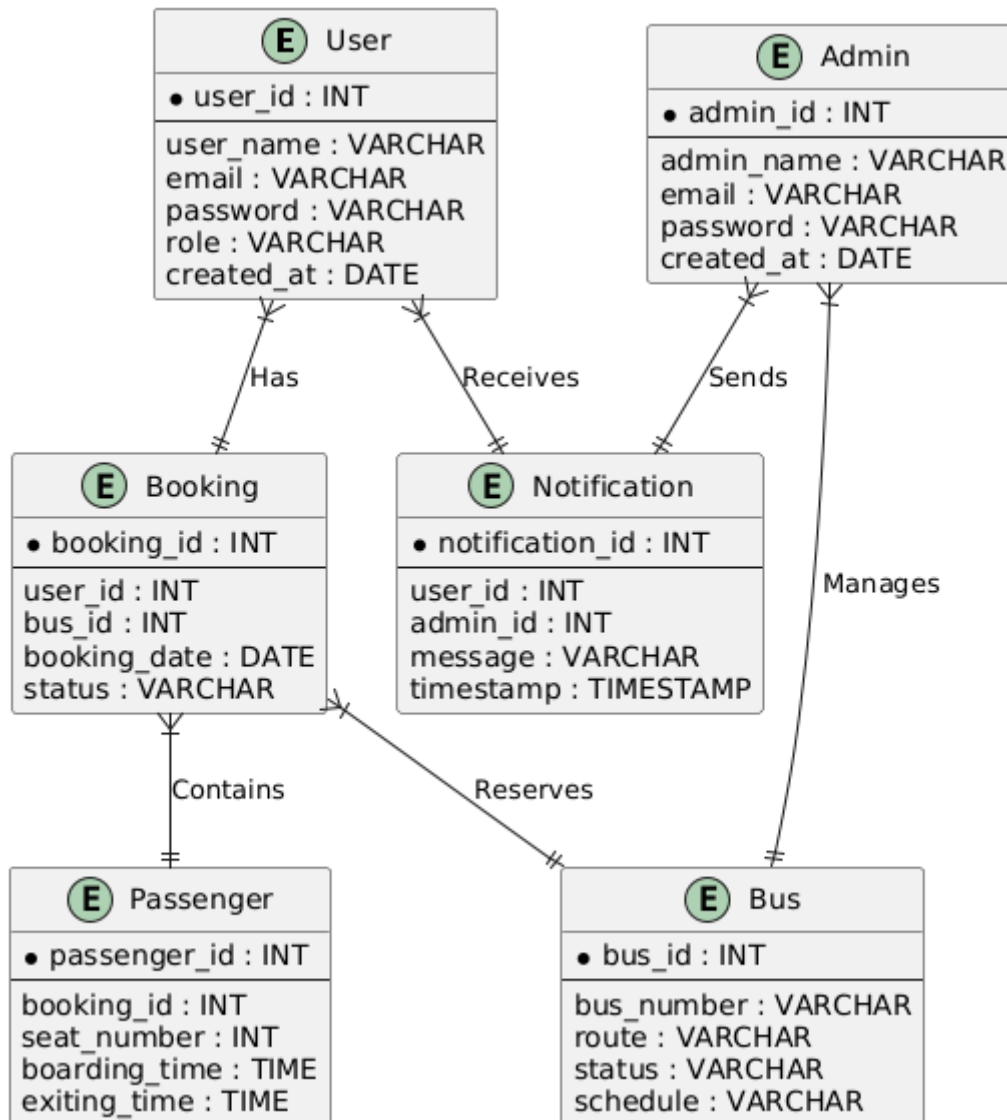 E User
● user_id : INT
user_name : VARCHAR
email : VARCHAR
password : VARCHAR
role : VARCHAR
created_at : DATE
E Admin
● admin_id : INT
admin_name : VARCHAR
email : VARCHAR
password : VARCHAR
created_at : DATE
Has
Receives
Sends
E Booking
● booking_id : INT
user_id : INT
bus_id : INT
booking_date : DATE
status : VARCHAR
E Notification
● notification_id : INT
user_id : INT
admin_id : INT
message : VARCHAR
timestamp : TIMESTAMP
Manages
Contains
Reserves
E Passenger
● passenger_id : INT
booking_id : INT
seat_number : INT
boarding_time : TIME
exiting_time : TIME
E Bus
● bus_id : INT
bus_number : VARCHAR
route : VARCHAR
status : VARCHAR
schedule : VARCHAR